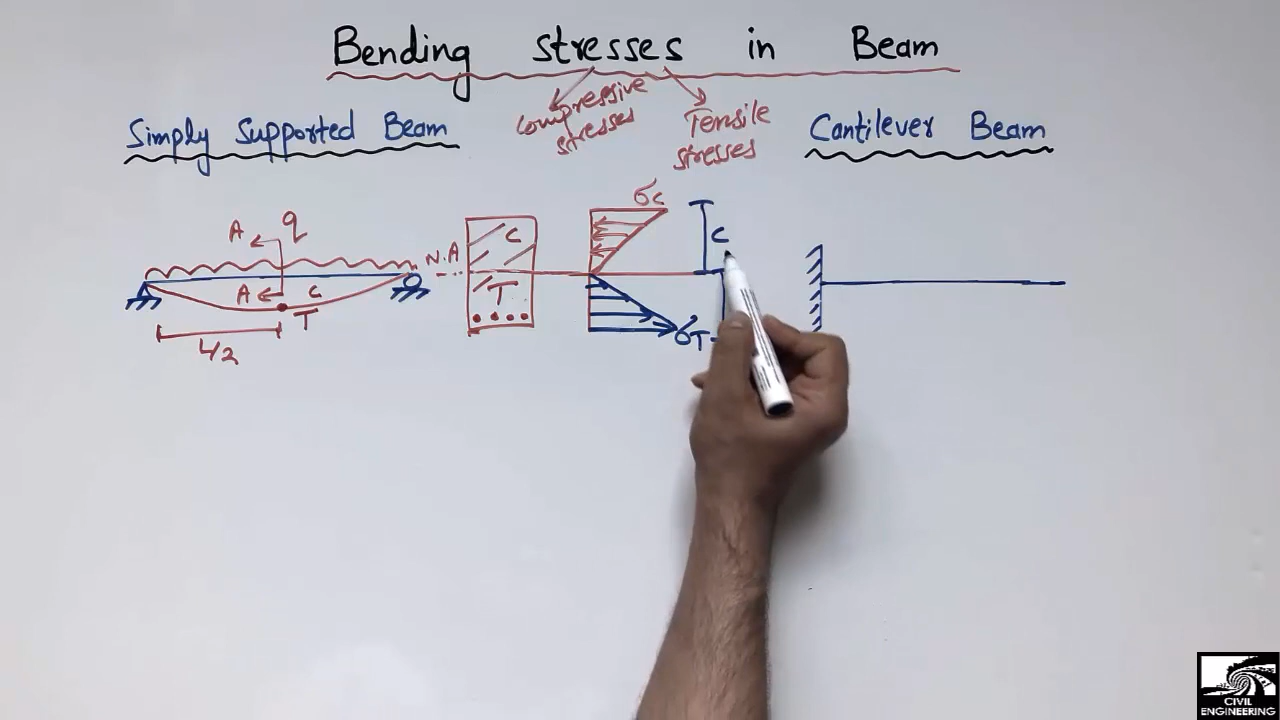 Bending stresses in Beam
Compressive
stresses
Tensile
stresses
Simply Supported Beam
Cantilever Beam
σc
A
q
C
C
N.A
A
C
T
T
σT
L/2
CIVIL
ENGINEERING